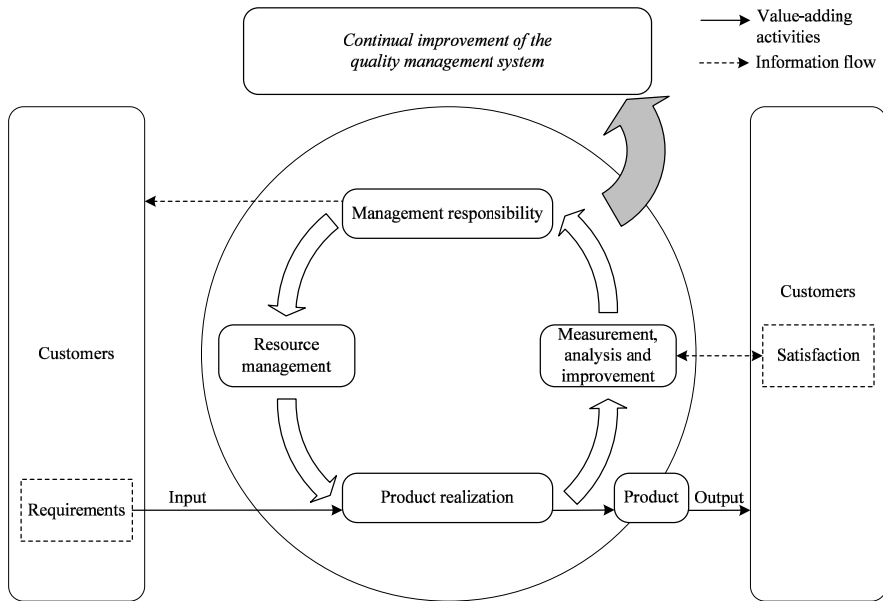 Continual improvement of the
quality management system
Value-adding
activities
Information flow
Management responsibility
Customers
Resource
management
Measurement,
analysis and
improvement
Customers
Satisfaction
Requirements
Input
Product realization
Product
Output